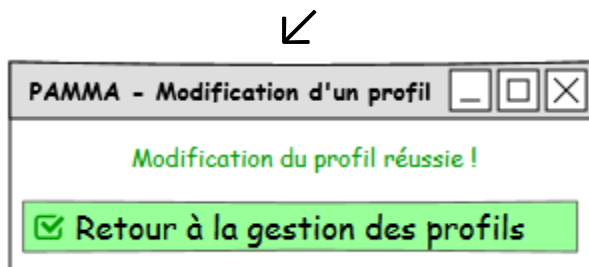 PAMMA - Modification d'un profil
Modification du profil réussie !
Retour à la gestion des profils